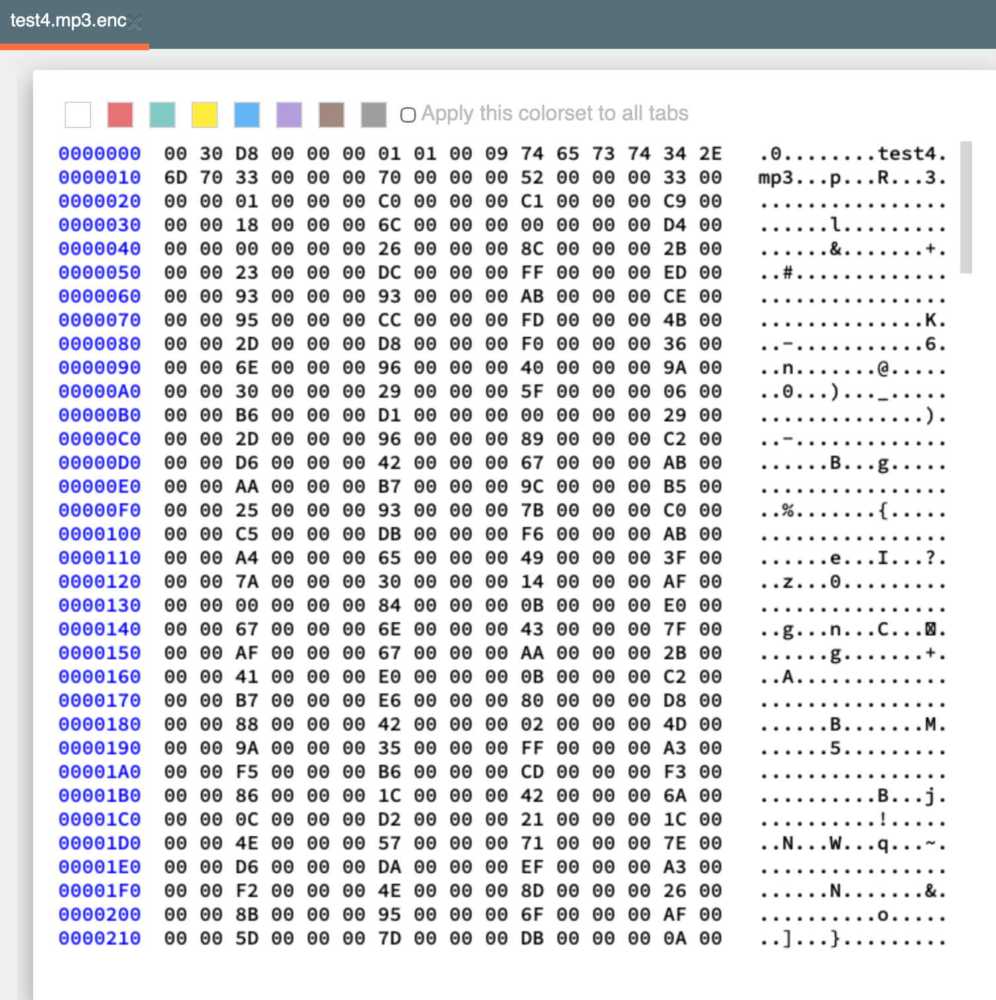 test4.mp3.enc
Apply this colorset to all tabs
0000000 00 30 D8 00 00 00 01 01 00 09 74 65 73 74 34 2E .0........test4.
0000010 6D 70 33 00 00 00 70 00 00 00 52 00 00 00 33 00 mp3...p...R...3.
0000020 00 00 01 00 00 00 C0 00 00 00 C1 00 00 00 C9 00 ................
0000030 00 00 18 00 00 00 6C 00 00 00 00 00 00 00 D4 00 ......l.........
0000040 00 00 00 00 00 00 26 00 00 00 8C 00 00 00 2B 00 ......&.......+.
0000050 00 00 23 00 00 00 DC 00 00 00 FF 00 00 00 ED 00 ..#.............
0000060 00 00 93 00 00 00 93 00 00 00 AB 00 00 00 CE 00 ................
0000070 00 00 95 00 00 00 CC 00 00 00 FD 00 00 00 4B 00 ..............K.
0000080 00 00 2D 00 00 00 D8 00 00 00 F0 00 00 00 36 00 ..-...........6.
0000090 00 00 6E 00 00 00 96 00 00 00 40 00 00 00 9A 00 ..n.......@.....
00000A0 00 00 30 00 00 00 29 00 00 00 5F 00 00 00 06 00 ..0...)..._.....
00000B0 00 00 B6 00 00 00 D1 00 00 00 00 00 00 00 29 00 ..............).
00000C0 00 00 2D 00 00 00 96 00 00 00 89 00 00 00 C2 00 ..-.............
00000D0 00 00 D6 00 00 00 42 00 00 00 67 00 00 00 AB 00 ......B...g.....
00000E0 00 00 AA 00 00 00 B7 00 00 00 9C 00 00 00 B5 00 ................
00000F0 00 00 25 00 00 00 93 00 00 00 7B 00 00 00 C0 00 ..%.......{.....
0000100 00 00 C5 00 00 00 DB 00 00 00 F6 00 00 00 AB 00 ................
0000110 00 00 A4 00 00 00 65 00 00 00 49 00 00 00 3F 00 ......e...I...?.
0000120 00 00 7A 00 00 00 30 00 00 00 14 00 00 00 AF 00 ..z...0.........
0000130 00 00 00 00 00 00 84 00 00 00 0B 00 00 00 E0 00 ................
0000140 00 00 67 00 00 00 6E 00 00 00 43 00 00 00 7F 00 ..g...n...C...☒.
0000150 00 00 AF 00 00 00 67 00 00 00 AA 00 00 00 2B 00 ......g.......+.
0000160 00 00 41 00 00 00 E0 00 00 00 0B 00 00 00 C2 00 ..A.............
0000170 00 00 B7 00 00 00 E6 00 00 00 80 00 00 00 D8 00 ................
0000180 00 00 88 00 00 00 42 00 00 00 02 00 00 00 4D 00 ......B.......M.
0000190 00 00 9A 00 00 00 35 00 00 00 FF 00 00 00 A3 00 ......5.........
00001A0 00 00 F5 00 00 00 B6 00 00 00 CD 00 00 00 F3 00 ................
00001B0 00 00 86 00 00 00 1C 00 00 00 42 00 00 00 6A 00 ..........B...j.
00001C0 00 00 0C 00 00 00 D2 00 00 00 21 00 00 00 1C 00 ..........!.....
00001D0 00 00 4E 00 00 00 57 00 00 00 71 00 00 00 7E 00 ..N...W...q...~.
00001E0 00 00 D6 00 00 00 DA 00 00 00 EF 00 00 00 A3 00 ................
00001F0 00 00 F2 00 00 00 4E 00 00 00 8D 00 00 00 26 00 ......N.......&.
0000200 00 00 8B 00 00 00 95 00 00 00 6F 00 00 00 AF 00 ..........o.....
0000210 00 00 5D 00 00 00 7D 00 00 00 DB 00 00 00 0A 00 ..]...}.........